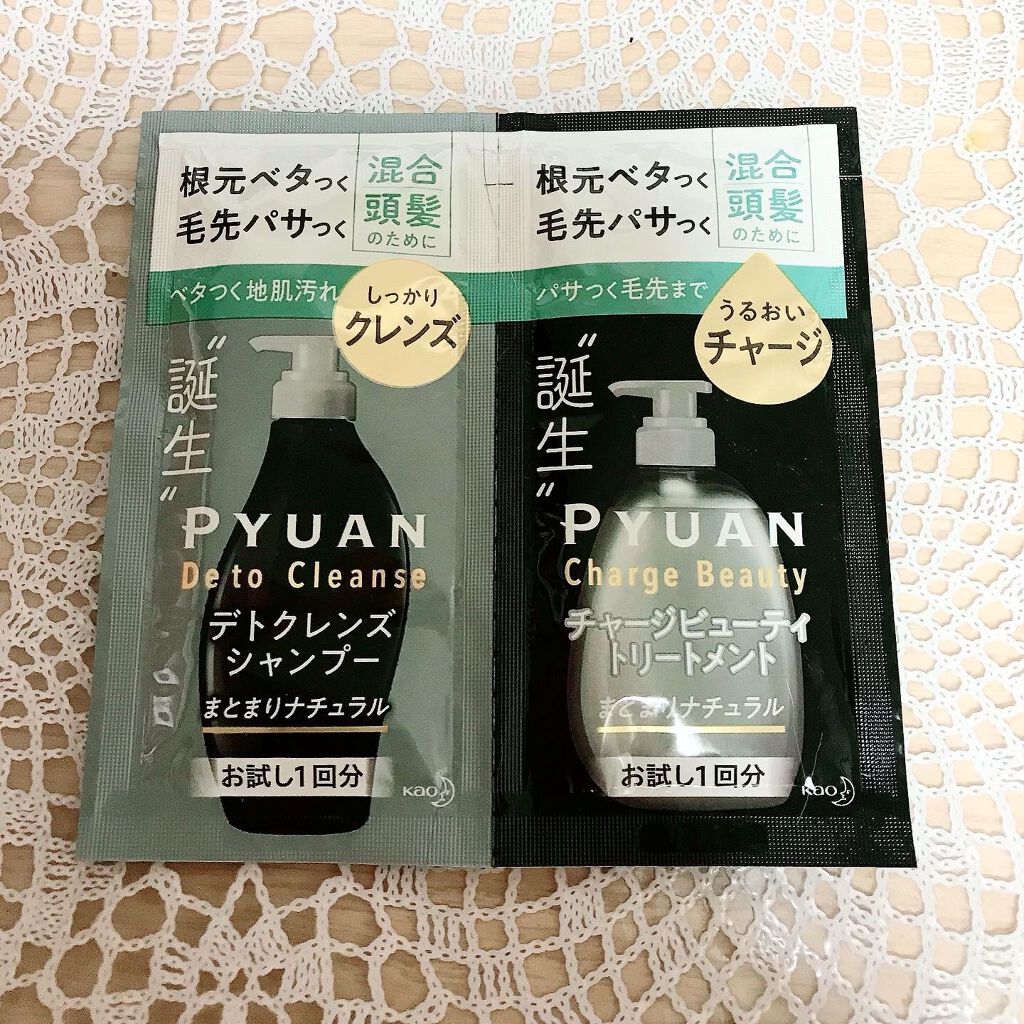 根元ベタつく
毛先パサつく
混合
頭髪
のために
ベタつく地肌汚れ
しっかり
クレンズ
“誕生”
PYUAN
Deto Cleanse
デトクレンズ
シャンプー
まとまりナチュラル
お試し1回分
Kao
根元ベタつく
毛先パサつく
混合
頭髪
のために
パサつく毛先まで
うるおい
チャージ
“誕生”
PYUAN
Charge Beauty
チャージビューティ
トリートメント
まとまりナチュラル
お試し1回分
Kao